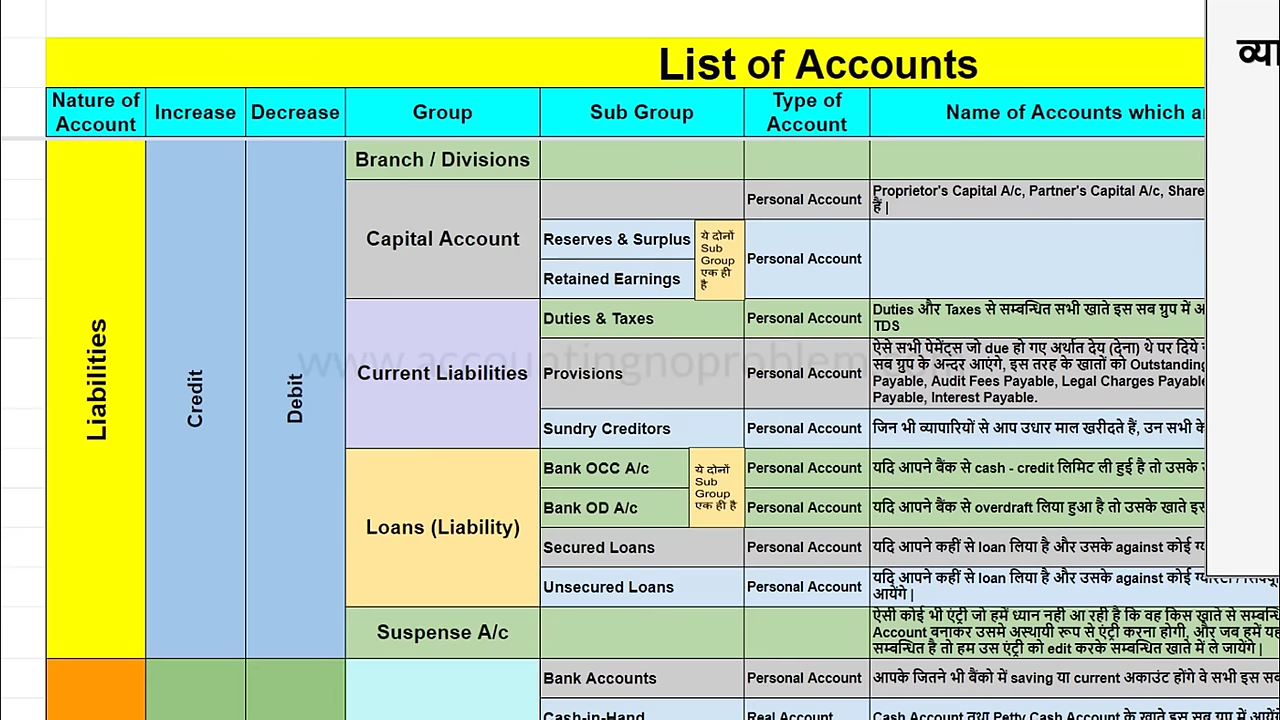 व्या
List of Accounts
Nature of Account
Increase
Decrease
Group
Sub Group
Type of Account
Name of Accounts which
Liabilities
Credit
Debit
Branch / Divisions
Capital Account
Personal Account
Proprietor's Capital A/c, Partner's Capital A/c, Share
हैं |
Reserves & Surplus
Retained Earnings
ये दोनों
Sub
Group
एक ही
है
Personal Account
Current Liabilities
Duties & Taxes
Personal Account
Duties और Taxes से सम्बन्धित सभी खाते इस सब ग्रुप में
TDS
Provisions
Personal Account
ऐसे सभी पेमेंट्स जो due हो गए अर्थात देय (देना) थे पर दिये
सब ग्रुप के अन्दर आएंगे, इस तरह के खातों को Outstanding
Payable, Audit Fees Payable, Legal Charges Payable
Payable, Interest Payable.
Sundry Creditors
Personal Account
जिन भी व्यापारियों से आप उधार माल खरीदते हैं, उन सभी के
www.accountingnoproblem.
Loans (Liability)
Bank OCC A/c
Personal Account
यदि आपने बैंक से cash - credit लिमिट ली हुई है तो उसके
Bank OD A/c
Personal Account
यदि आपने बैंक से overdraft लिया हुआ है तो उसके खाते इस
ये दोनों
Sub
Group
एक ही है
Secured Loans
Personal Account
यदि आपने कहीं से loan लिया है और उसके against कोई
Unsecured Loans
Personal Account
यदि आपने कहीं से loan लिया है और उसके against कोई
आयेंगे |
Suspense A/c
ऐसी कोई भी एंट्री जो हमें ध्यान नही आ रही है कि वह किस खाते से
Account बनाकर उसमे अस्थायी रूप से एंट्री करना होगी, और जब हमें
सम्बन्धित है तो हम उस एंट्री को edit करके सम्बन्धित खाते में ले जायेंगे |
Bank Accounts
Personal Account
आपके जितने भी बैंको में saving या current अकाउंट होंगे वे सभी इस सब
Cash-in-Hand
Real Account
Cash Account तथा Petty Cash Account के खाते इस सब ग्रुप में